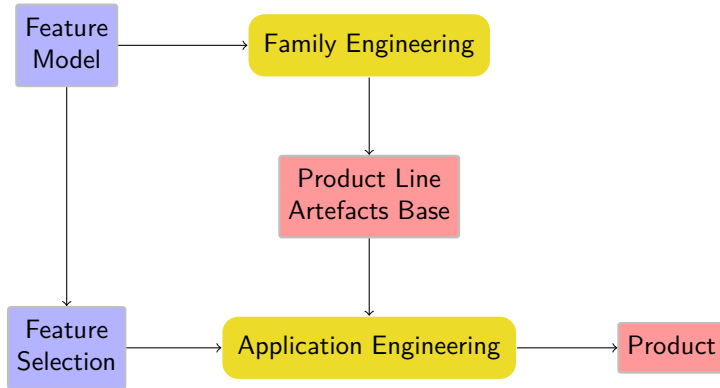 Feature
Model
Family Engineering
Product Line
Artefacts Base
Feature
Selection
Application Engineering
Product